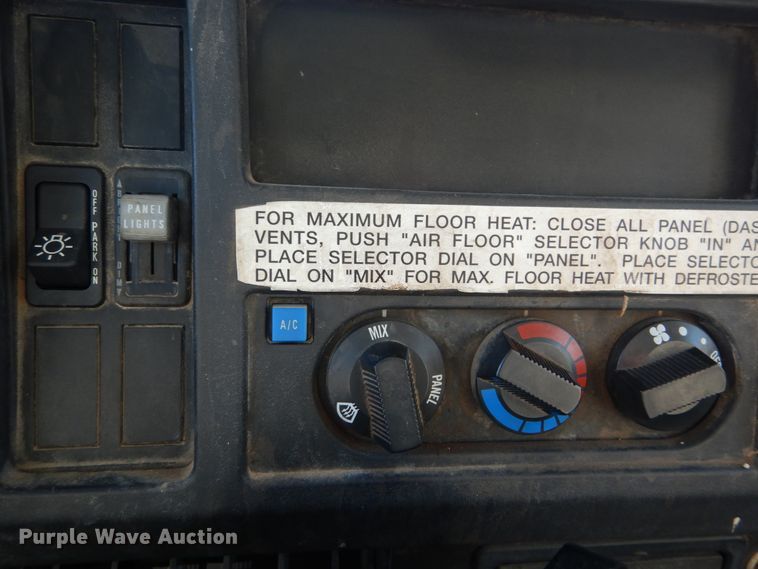 FOR MAXIMUM FLOOR HEAT: CLOSE ALL PANEL (DAS
VENTS, PUSH "AIR FLOOR" SELECTOR KNOB "IN" AN
PLACE SELECTOR DIAL ON "PANEL". PLACE SELECTO
DIAL ON "MIX" FOR MAX. FLOOR HEAT WITH DEFROSTE
OFF PARK ON
BRIGHT DIM
PANEL
LIGHTS
A/C
MIX
PANEL
OFF
Purple Wave Auction